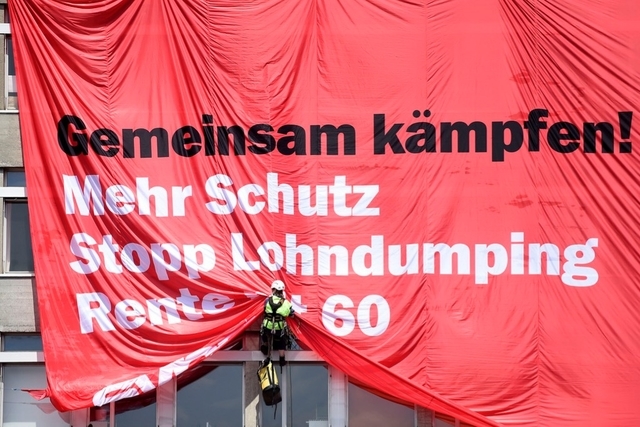 Gemeinsam kämpfen!
Mehr Schutz
Stopp Lohndumping
Rente 60